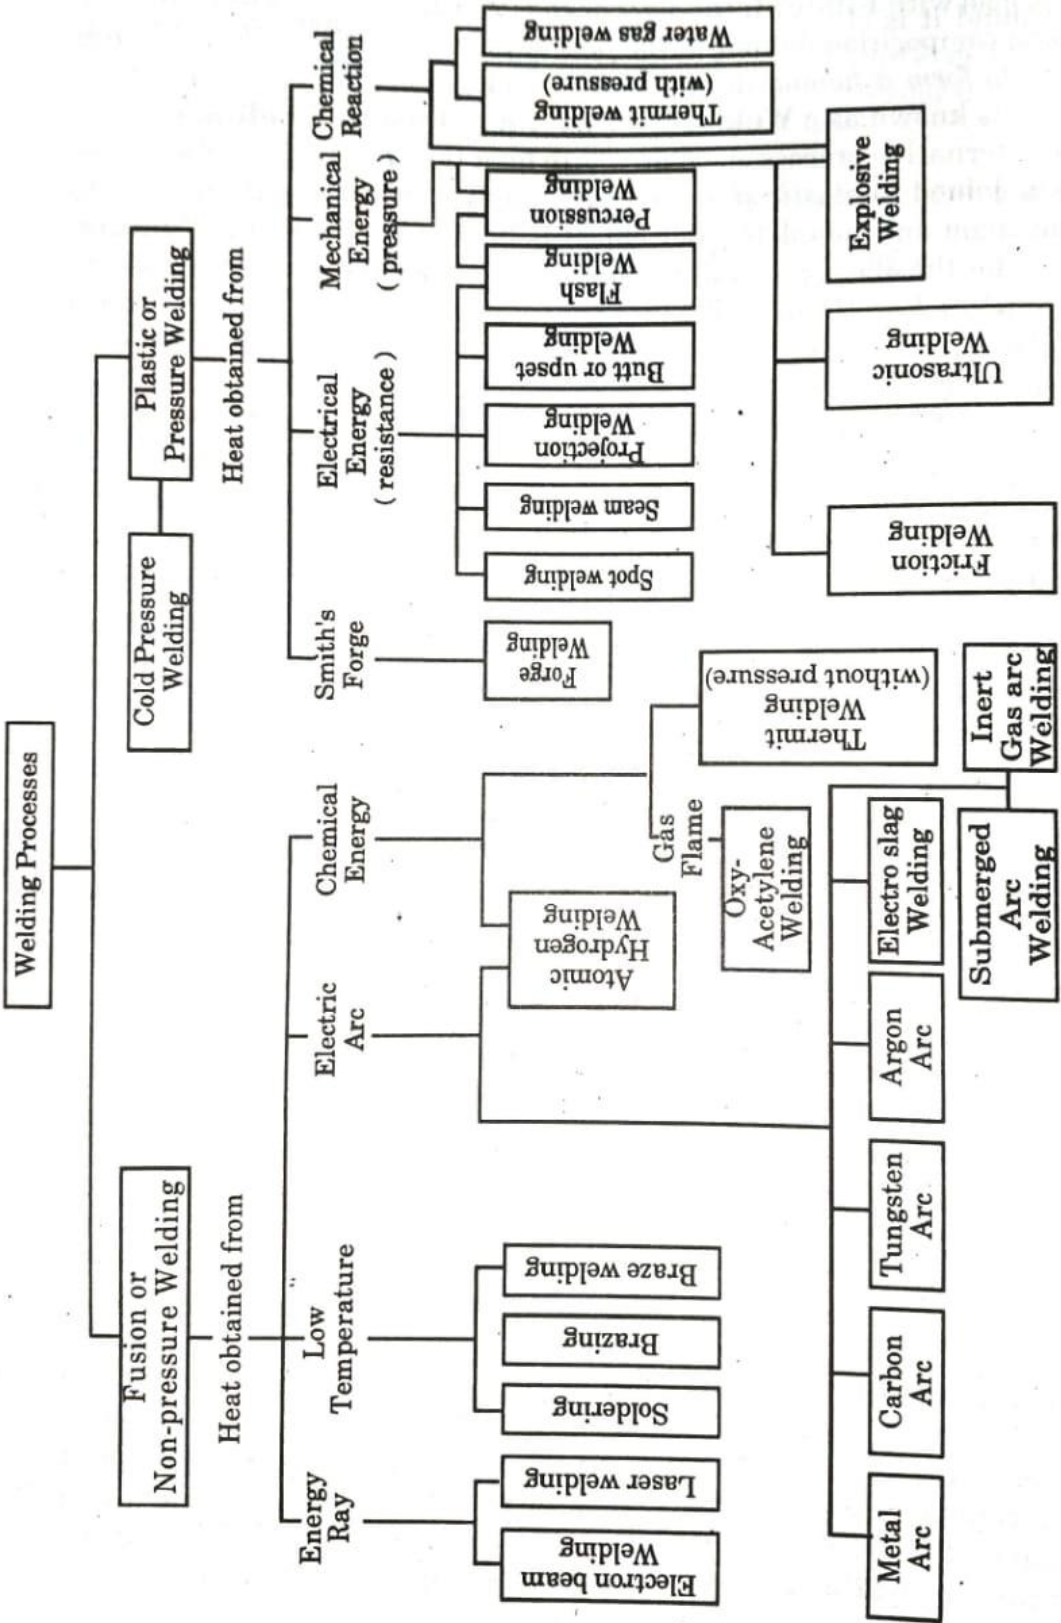 Welding Processes
Fusion or
Non-pressure Welding
Heat obtained from
Energy
Ray
Electron beam
Welding
Laser welding
Low
Temperature
Soldering
Brazing
Braze welding
Electric
Arc
Chemical
Energy
Atomic
Hydrogen
Welding
Gas
Flame
Oxy-
Acetylene
Welding
Thermit
Welding
(without pressure)
Metal
Arc
Carbon
Arc
Tungsten
Arc
Argon
Arc
Electro slag
Welding
Submerged
Arc
Welding
Inert
Gas arc
Welding
Cold Pressure
Welding
Plastic or
Pressure Welding
Heat obtained from
Smith's
Forge
Forge
Welding
Electrical
Energy
(resistance)
Spot welding
Seam welding
Projection
Welding
Butt or upset
Welding
Flash
Welding
Percussion
Welding
Mechanical
Energy
(pressure)
Friction
Welding
Ultrasonic
Welding
Explosive
Welding
Chemical
Reaction
Thermit welding
(with pressure)
Water gas welding